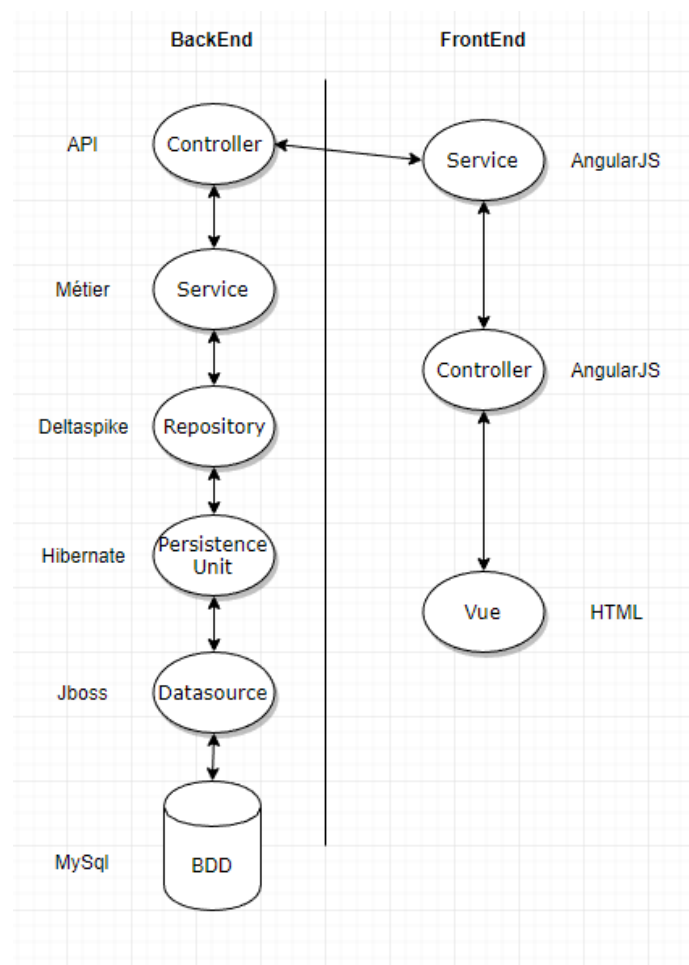 BackEnd
FrontEnd
API
Controller
Service
AngularJS
Métier
Service
Controller
AngularJS
Deltaspike
Repository
Hibernate
Persistence
Unit
Vue
HTML
Jboss
Datasource
MySql
BDD